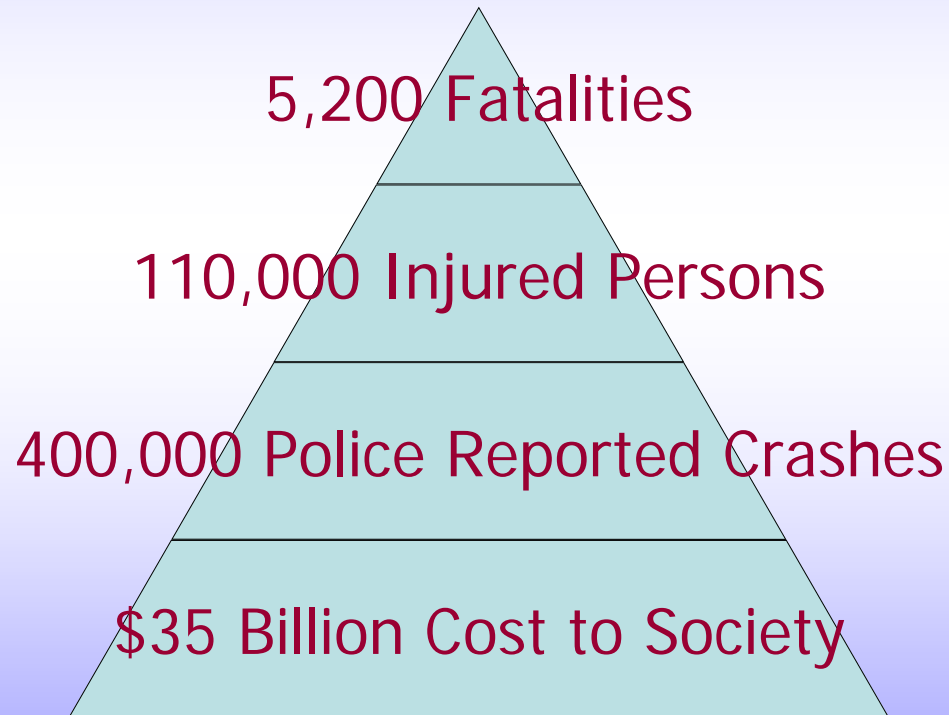 5,200 Fatalities
110,000 Injured Persons
400,000 Police Reported Crashes
$35 Billion Cost to Society